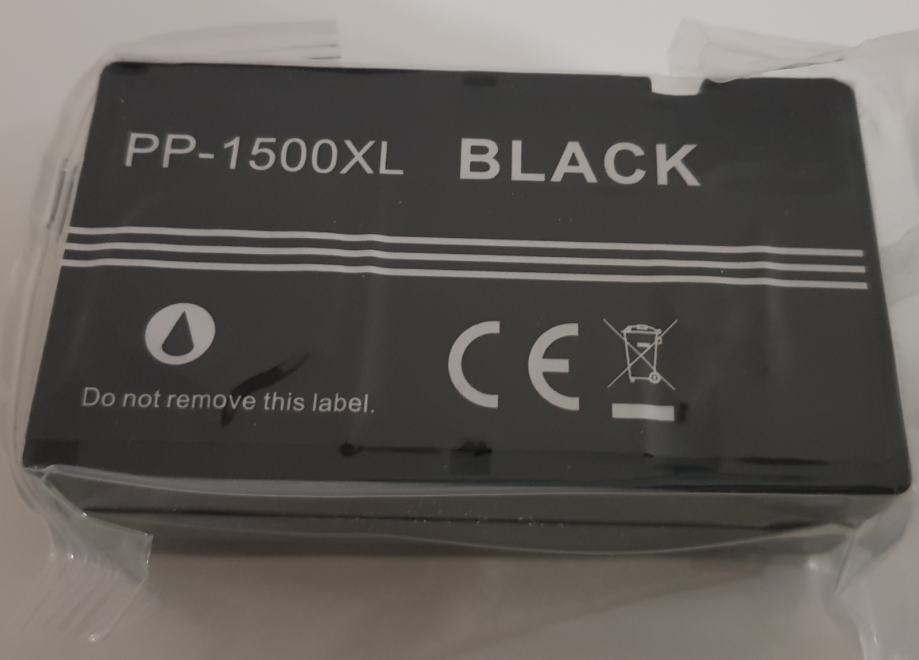 PP-1500XL BLACK
Do not remove this label.
CE